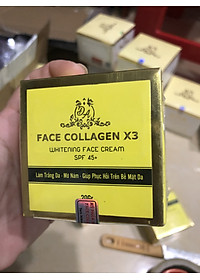 FACE COLLAGEN X3
WHITENING FACE CREAM
SPF 45+
Làm Trắng Da - Mờ Nám - Giúp Phục Hồi Trên Bề Mặt Da